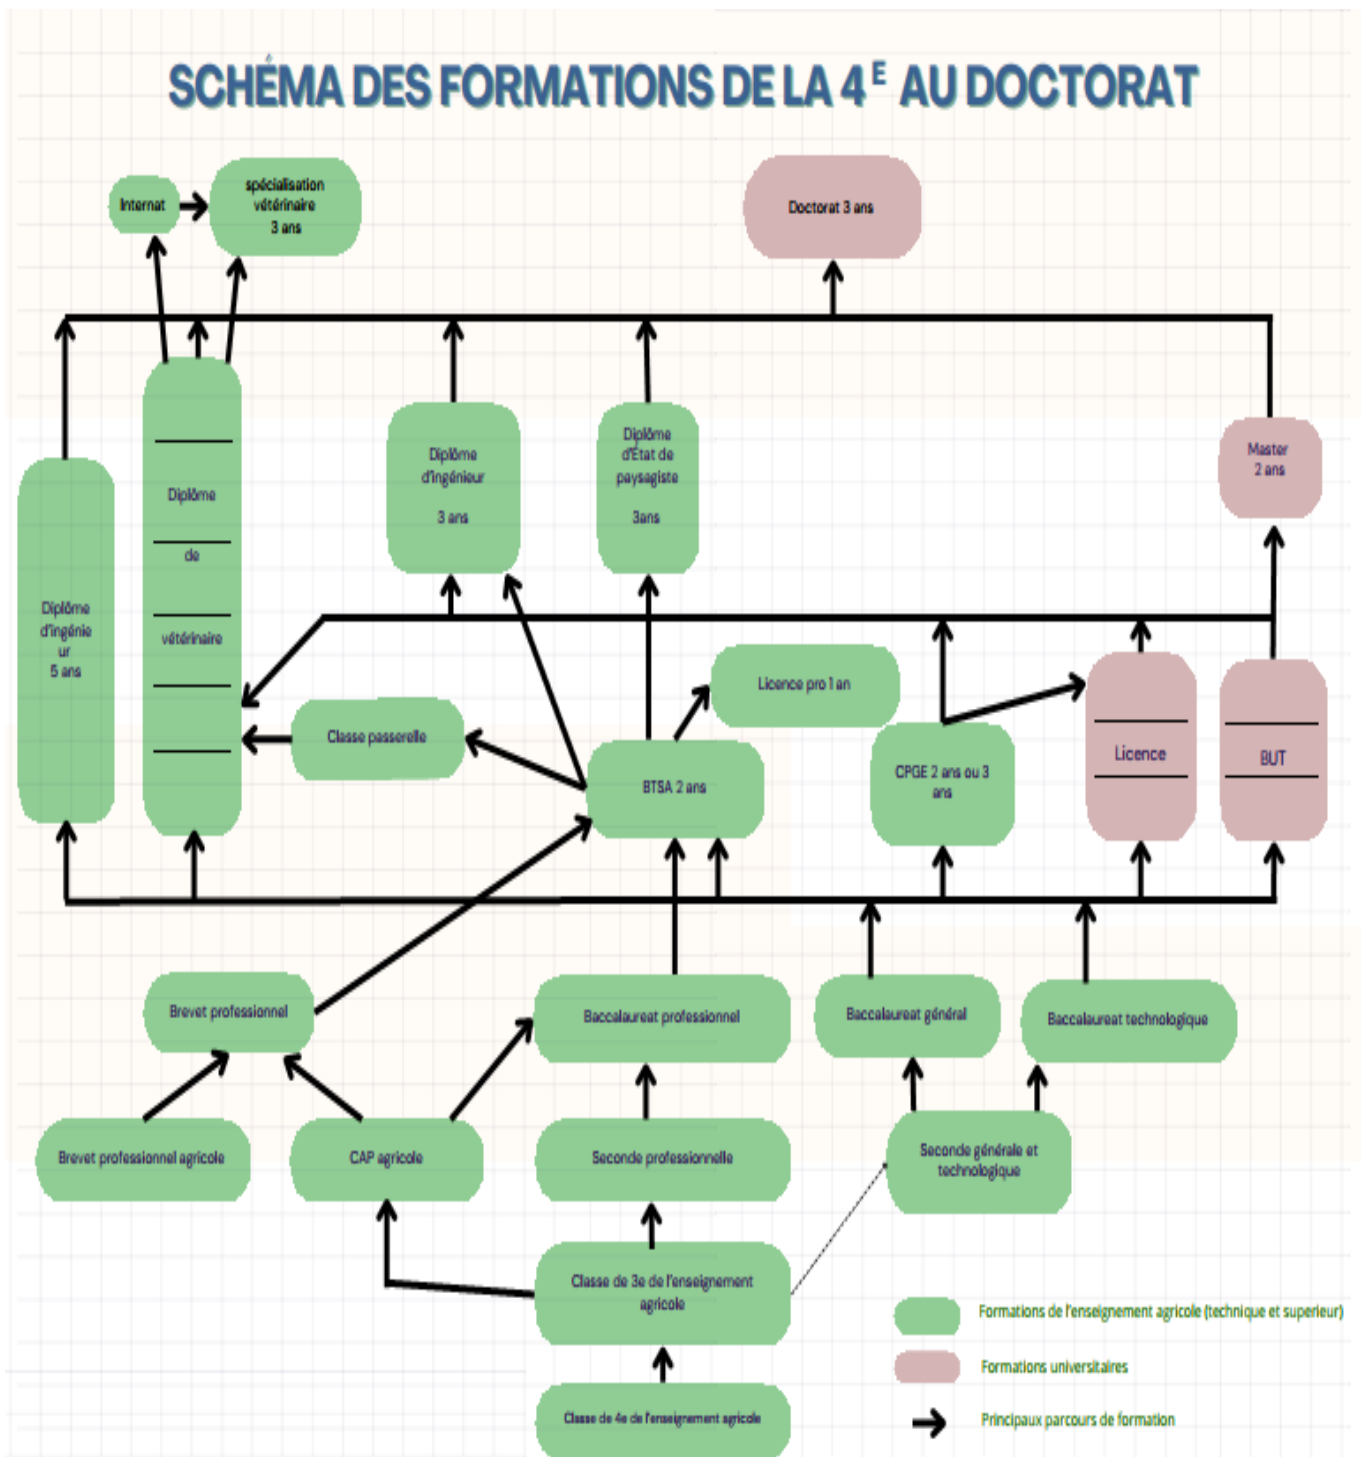 SCHÉMA DES FORMATIONS DE LA 4E AU DOCTORAT
Internat
spécialisation
vétérinaire
3 ans
Doctorat 3 ans
Diplôme
d'ingénie
ur
5 ans
Diplôme
de
vétérinaire
Diplôme
d'ingénieur
3 ans
Diplôme
d'État de
paysagiste
3ans
Master
2 ans
Classe passerelle
Licence pro 1 an
BTSA 2 ans
CPGE 2 ans ou 3
ans
Licence
BUT
Brevet professionnel
Baccalaureat professionnel
Baccalaureat général
Baccalaureat technologique
Brevet professionnel agricole
CAP agricole
Seconde professionnelle
Seconde générale et
technologique
Classe de 3e de l'enseignement
agricole
Classe de 4e de l'enseignement agricole
Formations de l'enseignement agricole (technique et superieur)
Formations universitaires
Principaux parcours de formation